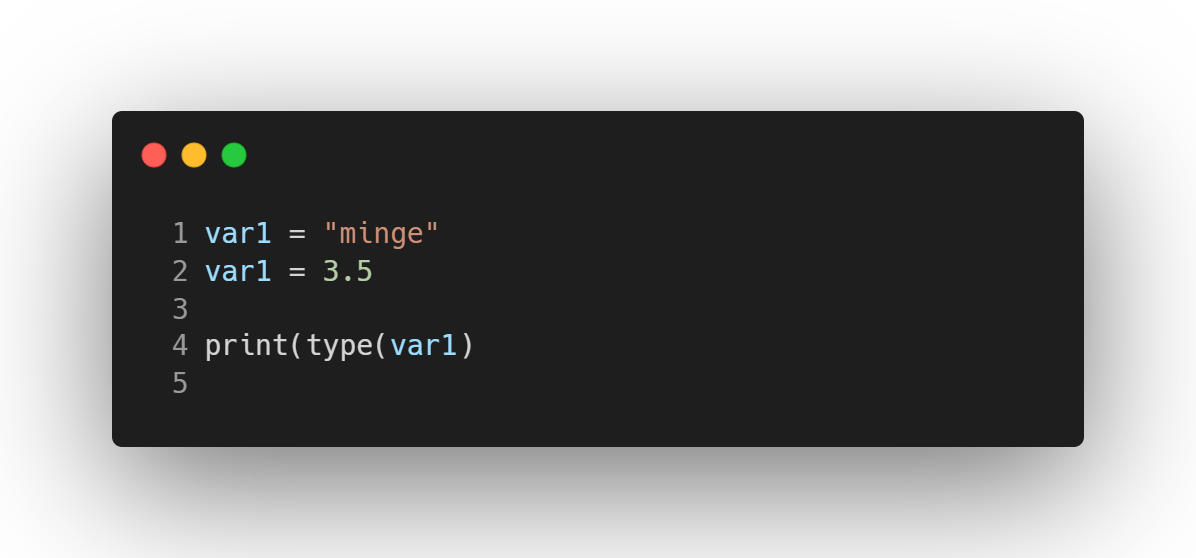 1 var1 = "minge"
2 var1 = 3.5
3
4 print(type(var1)
5